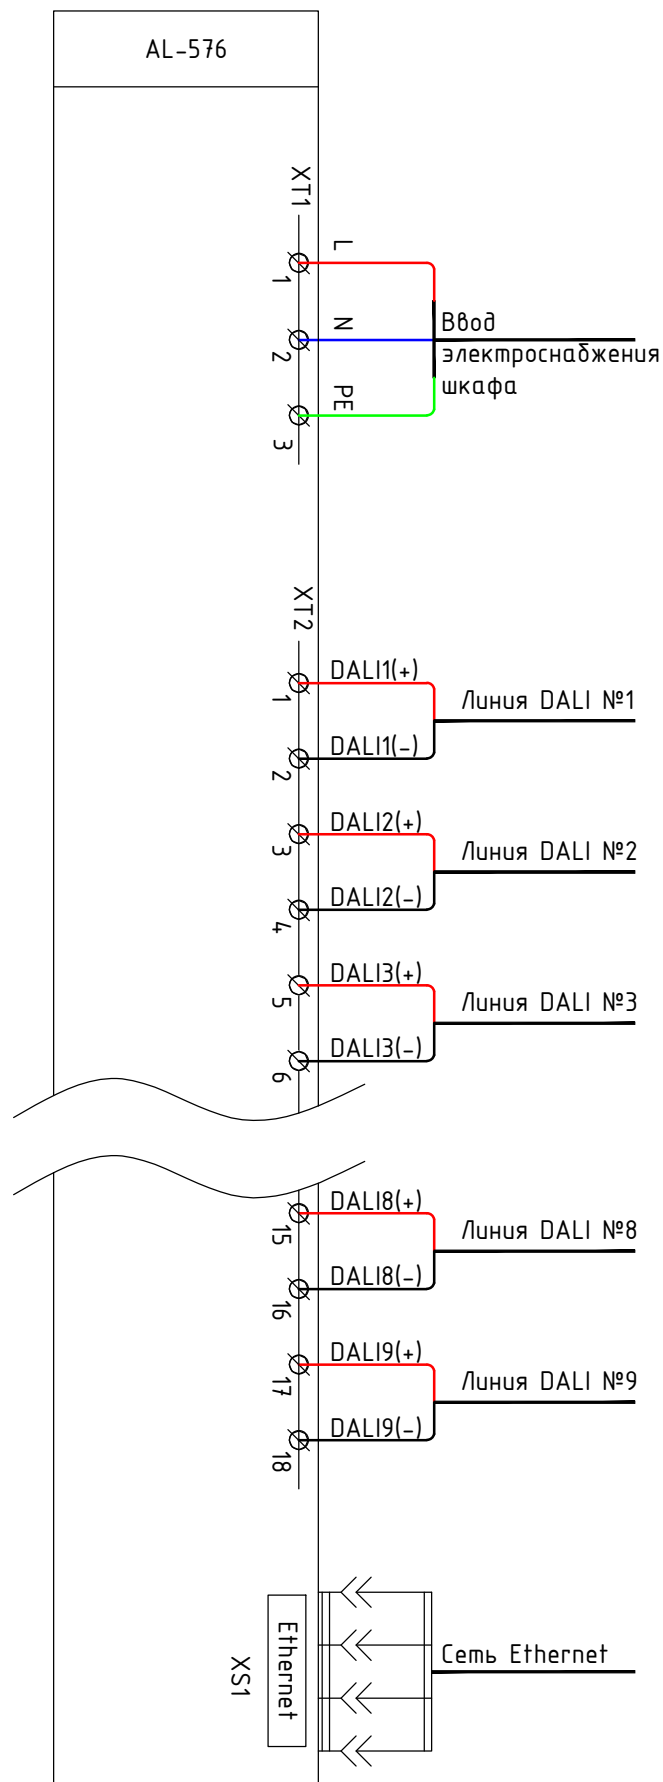 AL-576
XT1
L
1
N
2
PE
3
Ввод
электроснабжения
шкафа
XT2
DALI1(+)
1
Линия DALI №1
DALI1(-)
2
DALI2(+)
3
Линия DALI №2
DALI2(-)
4
DALI3(+)
5
Линия DALI №3
DALI3(-)
6
DALI8(+)
15
Линия DALI №8
DALI8(-)
16
DALI9(+)
17
Линия DALI №9
DALI9(-)
18
Ethernet
XS1
Сеть Ethernet